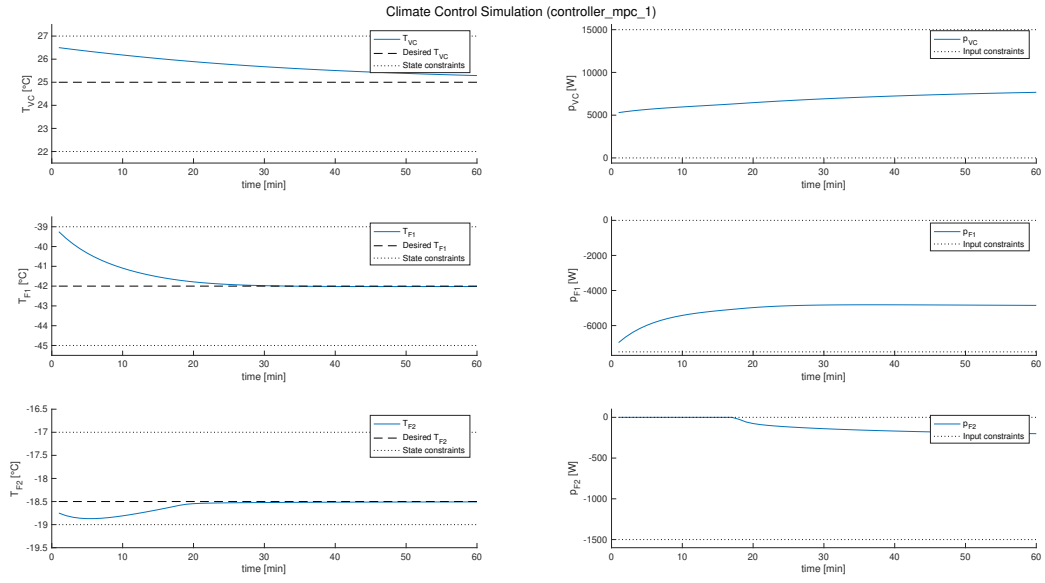 Climate Control Simulation (controller_mpc_1)
27
26
25
24
23
22
T_VC [°C]
0 10 20 30 40 50 60
time [min]
T_VC
Desired T_VC
State constraints
15000
10000
5000
0
p_VC [W]
0 10 20 30 40 50 60
time [min]
p_VC
Input constraints
-39
-40
-41
-42
-43
-44
-45
T_F1 [°C]
0 10 20 30 40 50 60
time [min]
T_F1
Desired T_F1
State constraints
0
-2000
-4000
-6000
p_F1 [W]
0 10 20 30 40 50 60
time [min]
p_F1
Input constraints
-16.5
-17
-17.5
-18
-18.5
-19
-19.5
T_F2 [°C]
0 10 20 30 40 50 60
time [min]
T_F2
Desired T_F2
State constraints
0
-500
-1000
-1500
p_F2 [W]
0 10 20 30 40 50 60
time [min]
p_F2
Input constraints